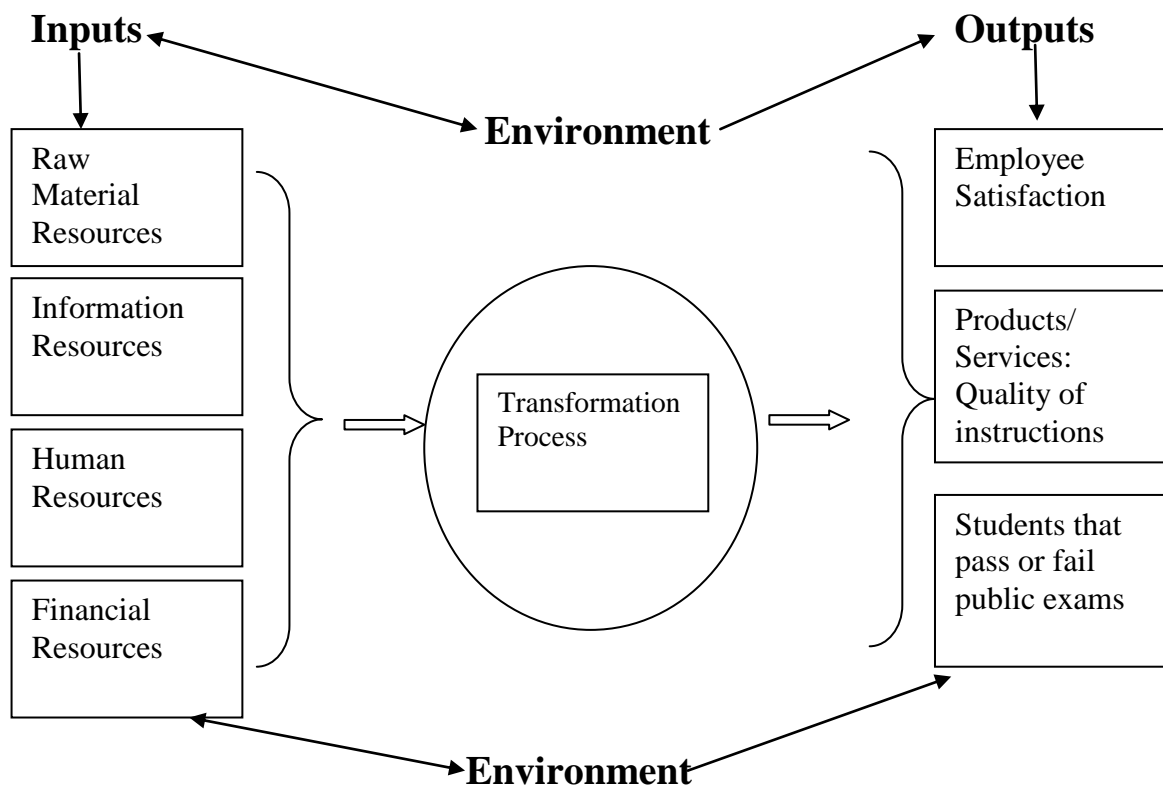 Inputs
Outputs
Environment
Raw
Material
Resources
Information
Resources
Human
Resources
Financial
Resources
Transformation
Process
Employee
Satisfaction
Products/
Services:
Quality of
instructions
Students that
pass or fail
public exams
Environment